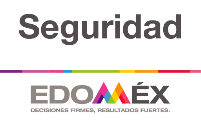 Seguridad
EDOMÉX
DECISIONES FIRMES, RESULTADOS FUERTES.